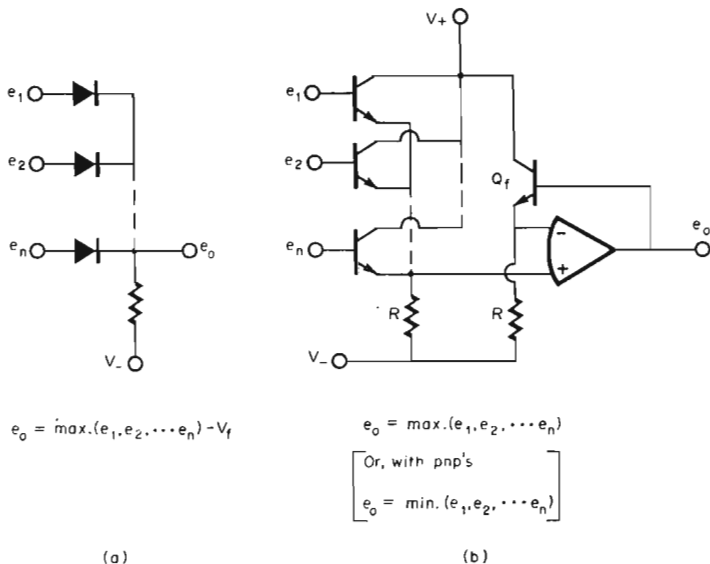 V+
e1
e2
en
eo
V–
e1
e2
en
Qf
–
+
eo
R
R
V–
eo = max.(e1,e2,···en)–Vf
eo = max.(e1,e2,···en)
Or, with pnp's
eo = min.(e1,e2,···en)
(a)
(b)